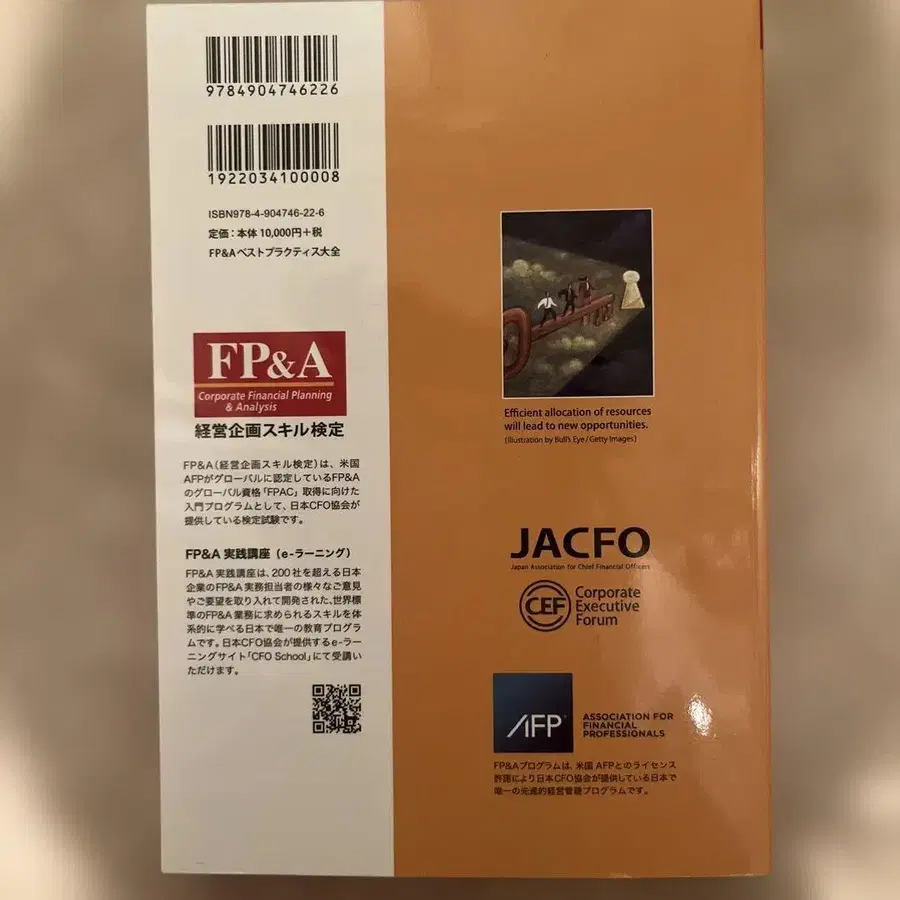 9784904746226
1922034100008
ISBN978-4-904746-22-6
定価：本体 10,000円＋税
FP&Aベストプラクティス大全
FP&A
Corporate Financial Planning
& Analysis
経営企画スキル検定
FP&A（経営企画スキル検定）は、米国
AFPがグローバルに認定しているFP&A
のグローバル資格「FPAC」取得に向けた
入門プログラムとして、日本CFO協会が
提供している検定試験です。
FP&A 実践講座（e-ラーニング）
FP&A 実践講座は、200 社を超える日本
企業のFP&A実務担当者の様々なご意見
やご要望を取り入れて開発された、世界標
準のFP&A 業務に求められるスキルを体
系的に学べる日本で唯一の教育プログラ
ムです。日本CFO協会が提供するe-ラー
ニングサイト「CFO School」にて受講い
ただけます。
Efficient allocation of resources
will lead to new opportunities.
(Illustration by Bull's Eye/Getty Images)
JACFO
Japan Association for Chief Financial Officers
CEF
Corporate
Executive
Forum
AFP
ASSOCIATION FOR
FINANCIAL
PROFESSIONALS
FP&Aプログラムは、米国 AFPとのライセンス
許諾により日本CFO協会が提供している日本で
唯一の先進的経営管理プログラムです。